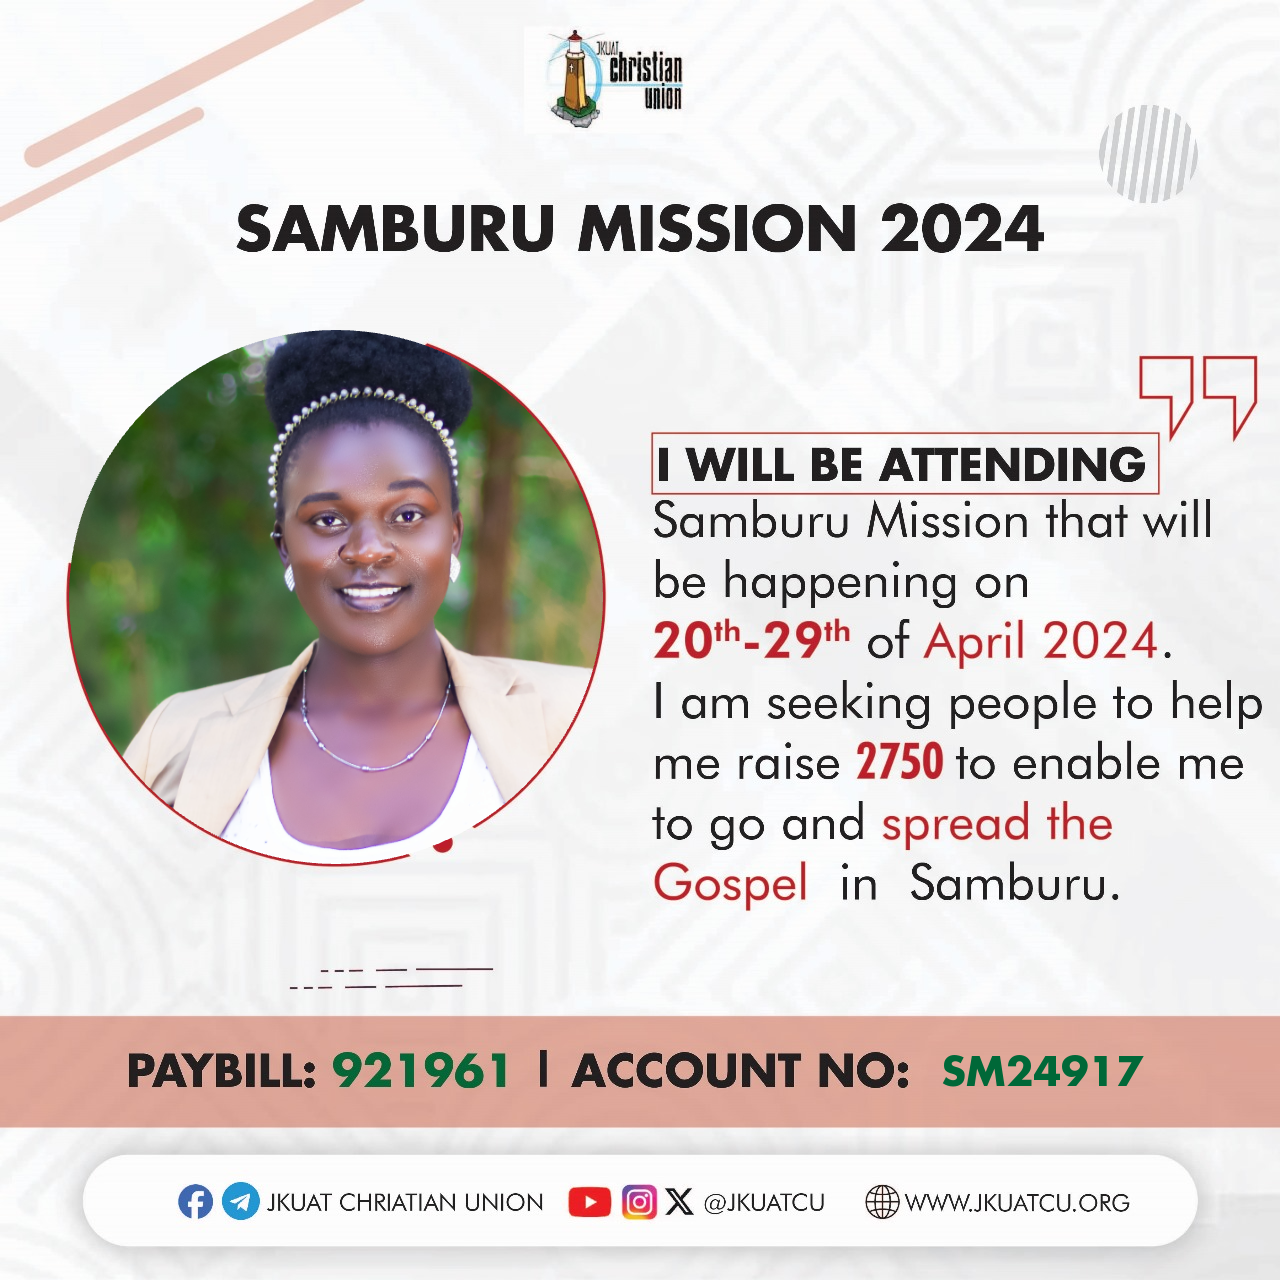 JKUAT
christian
union
SAMBURU MISSION 2024
I WILL BE ATTENDING
Samburu Mission that will
be happening on
20th-29th of April 2024.
I am seeking people to help
me raise 2750 to enable me
to go and spread the
Gospel in Samburu.
PAYBILL: 921961 | ACCOUNT NO: SM24917
JKUAT CHRIATIAN UNION @JKUATCU WWW.JKUATCU.ORG